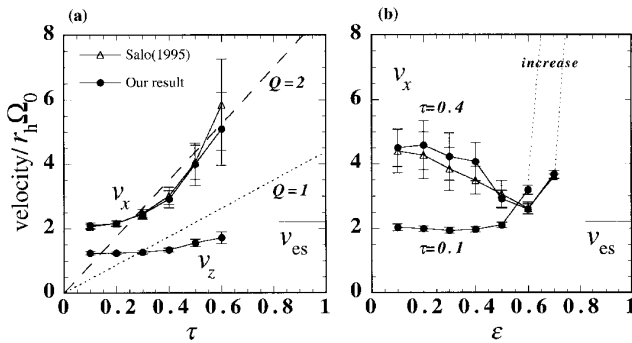 (a)
(b)
velocity/r_hΩ_0
8
6
4
2
0
Salo(1995)
Our result
Q=2
Q=1
v_x
v_z
v_es
0 0.2 0.4 0.6 0.8 1
τ
8
6
4
2
0
increase
v_x
τ=0.4
τ=0.1
v_es
0 0.2 0.4 0.6 0.8 1
ε